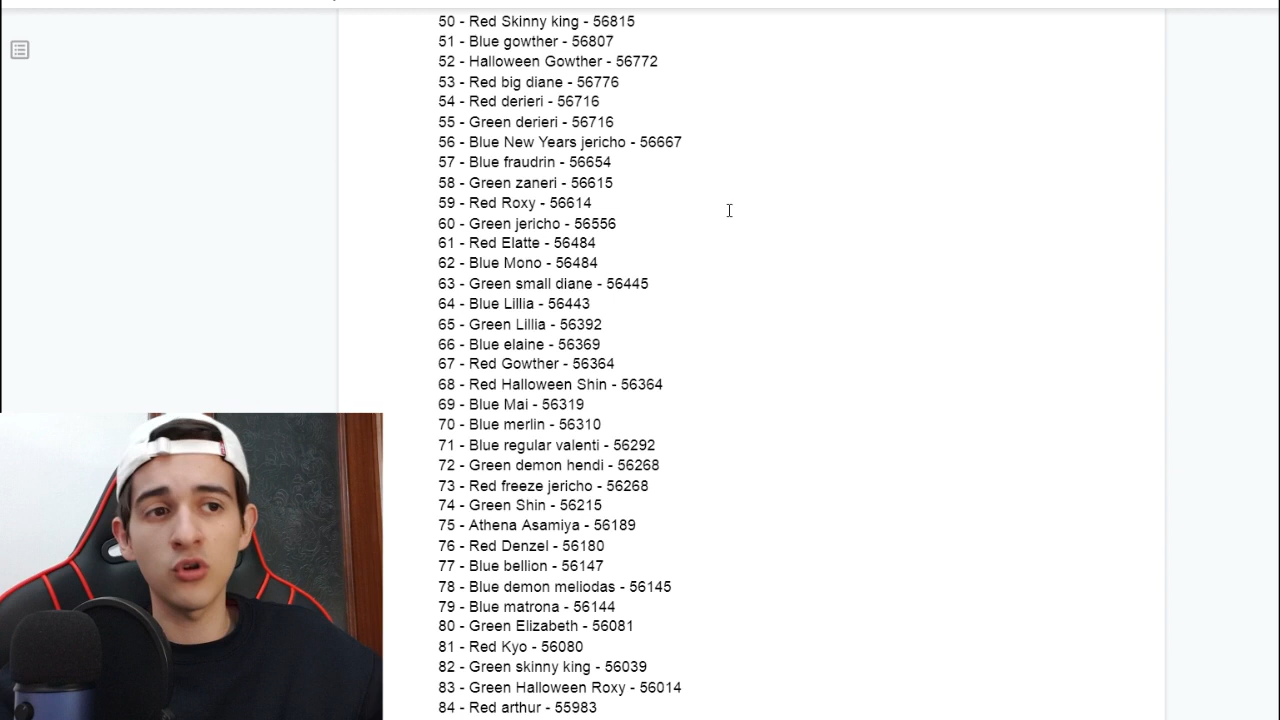 50 - Red Skinny king - 56815
51 - Blue gowther - 56807
52 - Halloween Gowther - 56772
53 - Red big diane - 56776
54 - Red derieri - 56716
55 - Green derieri - 56716
56 - Blue New Years jericho - 56667
57 - Blue fraudrin - 56654
58 - Green zaneri - 56615
59 - Red Roxy - 56614
60 - Green jericho - 56556
61 - Red Elatte - 56484
62 - Blue Mono - 56484
63 - Green small diane - 56445
64 - Blue Lillia - 56443
65 - Green Lillia - 56392
66 - Blue elaine - 56369
67 - Red Gowther - 56364
68 - Red Halloween Shin - 56364
69 - Blue Mai - 56319
70 - Blue merlin - 56310
71 - Blue regular valenti - 56292
72 - Green demon hendi - 56268
73 - Red freeze jericho - 56268
74 - Green Shin - 56215
75 - Athena Asamiya - 56189
76 - Red Denzel - 56180
77 - Blue bellion - 56147
78 - Blue demon meliodas - 56145
79 - Blue matrona - 56144
80 - Green Elizabeth - 56081
81 - Red Kyo - 56080
82 - Green skinny king - 56039
83 - Green Halloween Roxy - 56014
84 - Red arthur - 55983